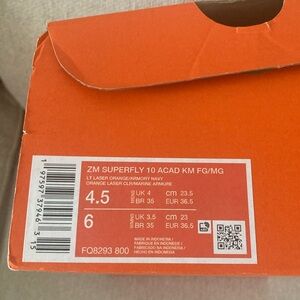 ZM SUPERFLY 10 ACAD KM FG/MG
LT LASER ORANGE/ARMORY NAVY
ORANGE LASER CLR/MARINE ARMURE
4.5 UK 4 cm 23.5
BR 35 EUR 36.5
6 UK 3.5 cm 23
BR 35 EUR 36.5
FQ8293 800
MADE IN INDONESIA /
FABRIQUE EN INDONESIE /
HECHO EN INDONESIA /